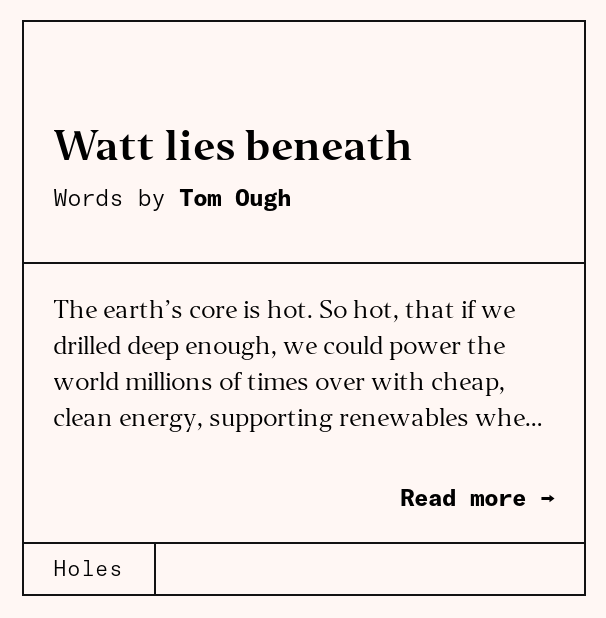 Watt lies beneath
Words by Tom Ough
The earth’s core is hot. So hot, that if we
drilled deep enough, we could power the
world millions of times over with cheap,
clean energy, supporting renewables whe...
Read more →
Holes